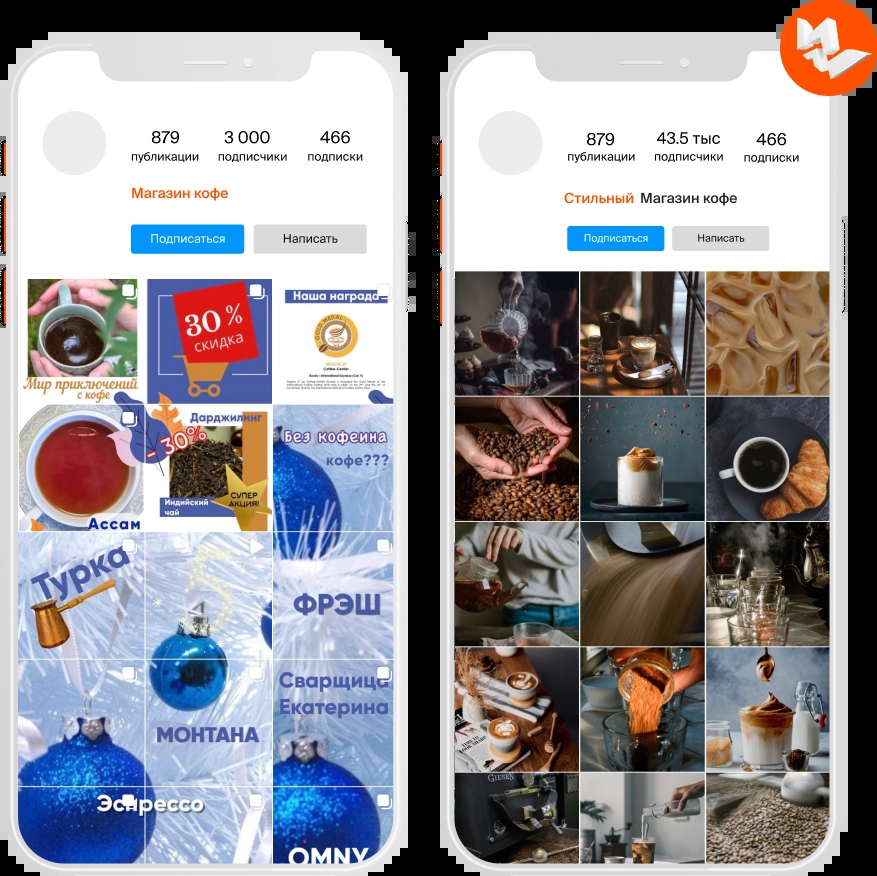 879
3 000
466
публикации
подписчики
подписки
Магазин кофе
Подписаться
Написать
Мир приключений
с кофе
30%
скидка
Наша награда
GOLD MEDAL
Ассам
Дарджилинг
- 30%
Индийский
чай
СУПЕР
АКЦИЯ!
Без кофеина
кофе???
Турка
ФРЭШ
МОНТАНА
Сварщица
Екатерина
Эспрессо
OMNY
879
43.5 тыс
466
публикации
подписчики
подписки
Стильный Магазин кофе
Подписаться
Написать
GIESEN